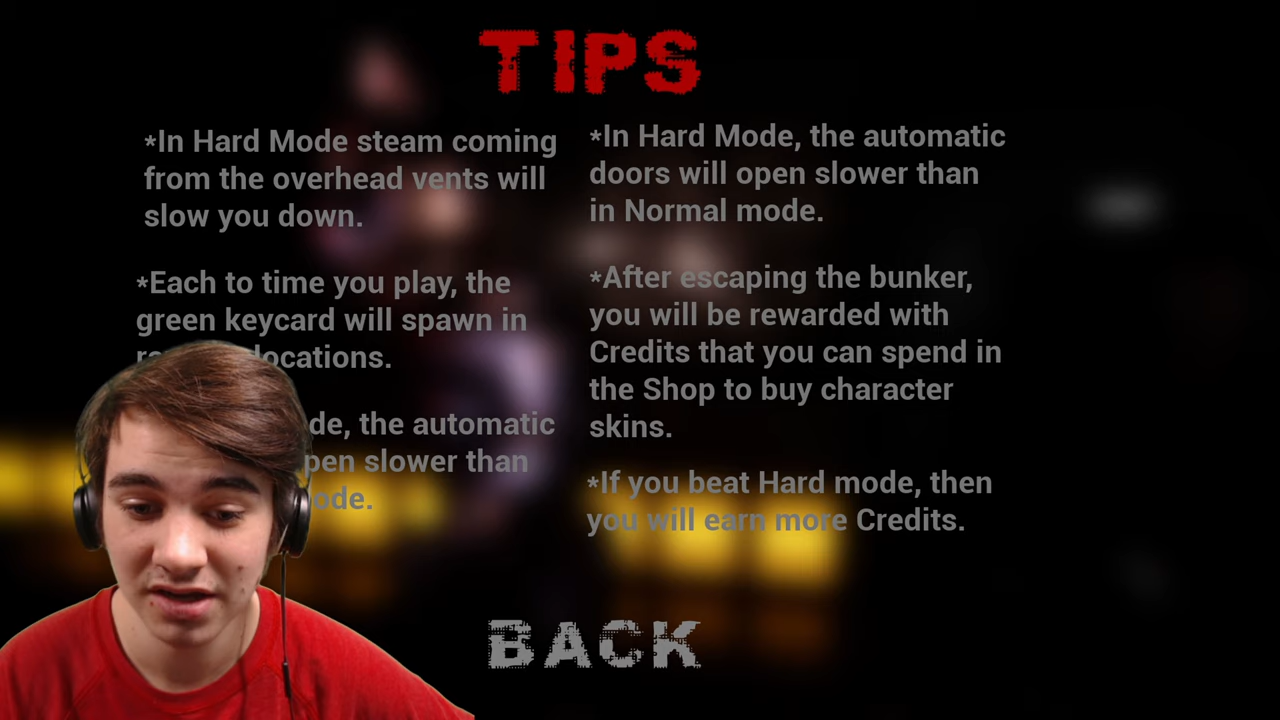 TIPS
*In Hard Mode steam coming
from the overhead vents will
slow you down.
*Each to time you play, the
green keycard will spawn in
locations.
the automatic
slower than
*In Hard Mode, the automatic
doors will open slower than
in Normal mode.
*After escaping the bunker,
you will be rewarded with
Credits that you can spend in
the Shop to buy character
skins.
*If you beat Hard mode, then
you will earn more Credits.
BACK